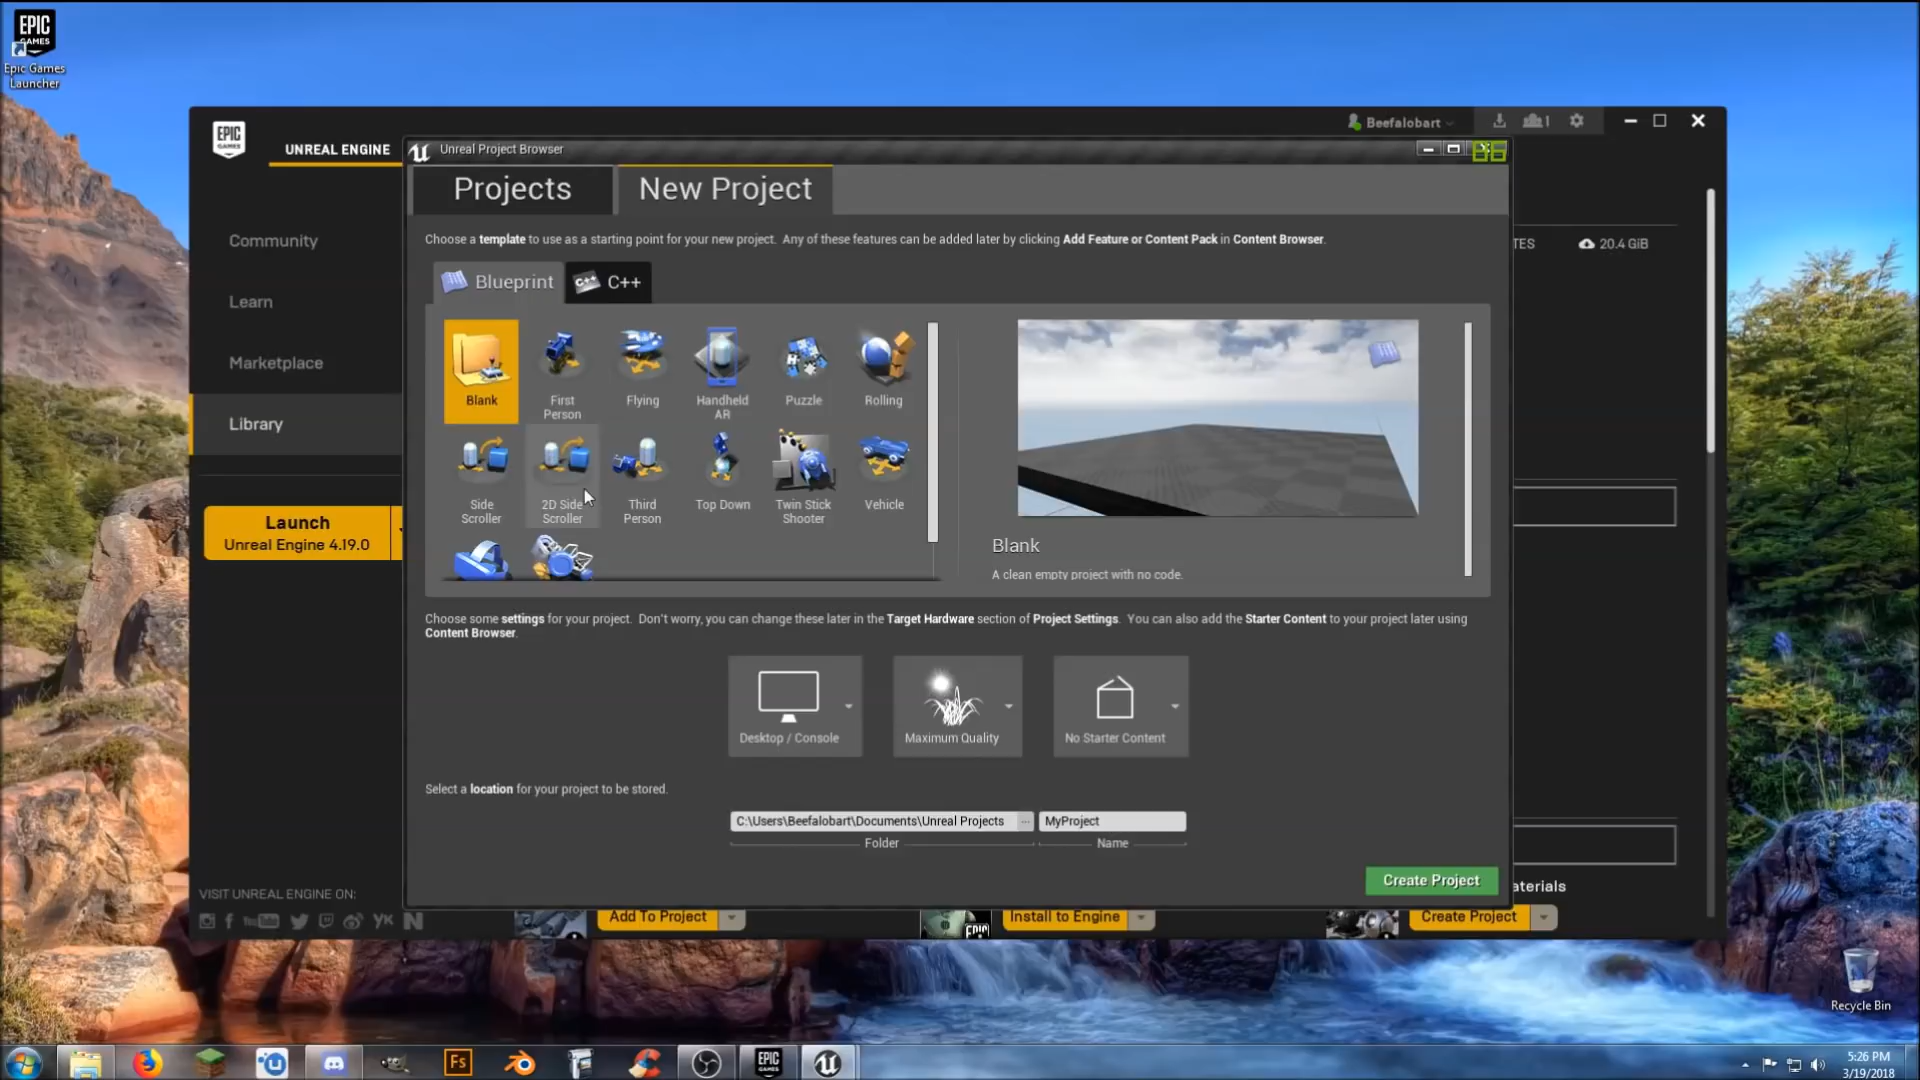 EPIC
GAMES
Epic Games
Launcher
EPIC
GAMES
UNREAL ENGINE
Beefalobart
1
Unreal Project Browser
Projects
New Project
Choose a template to use as a starting point for your new project. Any of these features can be added later by clicking Add Feature or Content Pack in Content Browser.
Community
Learn
Marketplace
Library
TES
20.4 GiB
Blueprint
C++
C++
Blank
First
Person
Flying
Handheld
AR
Puzzle
Rolling
Side
Scroller
2D Side
Scroller
Third
Person
Top Down
Twin Stick
Shooter
Vehicle
Blank
A clean empty project with no code.
Launch
Unreal Engine 4.19.0
Choose some settings for your project. Don't worry, you can change these later in the Target Hardware section of Project Settings. You can also add the Starter Content to your project later using
Content Browser.
Desktop / Console
Maximum Quality
No Starter Content
Select a location for your project to be stored.
C:\Users\Beefalobart\Documents\Unreal Projects
...
MyProject
Folder
Name
Create Project
VISIT UNREAL ENGINE ON:
You Tube
Add To Project
EPIC
Install to Engine
aterials
Create Project
Recycle Bin
Fs
EPIC
GAMES
5:26 PM
3/19/2018